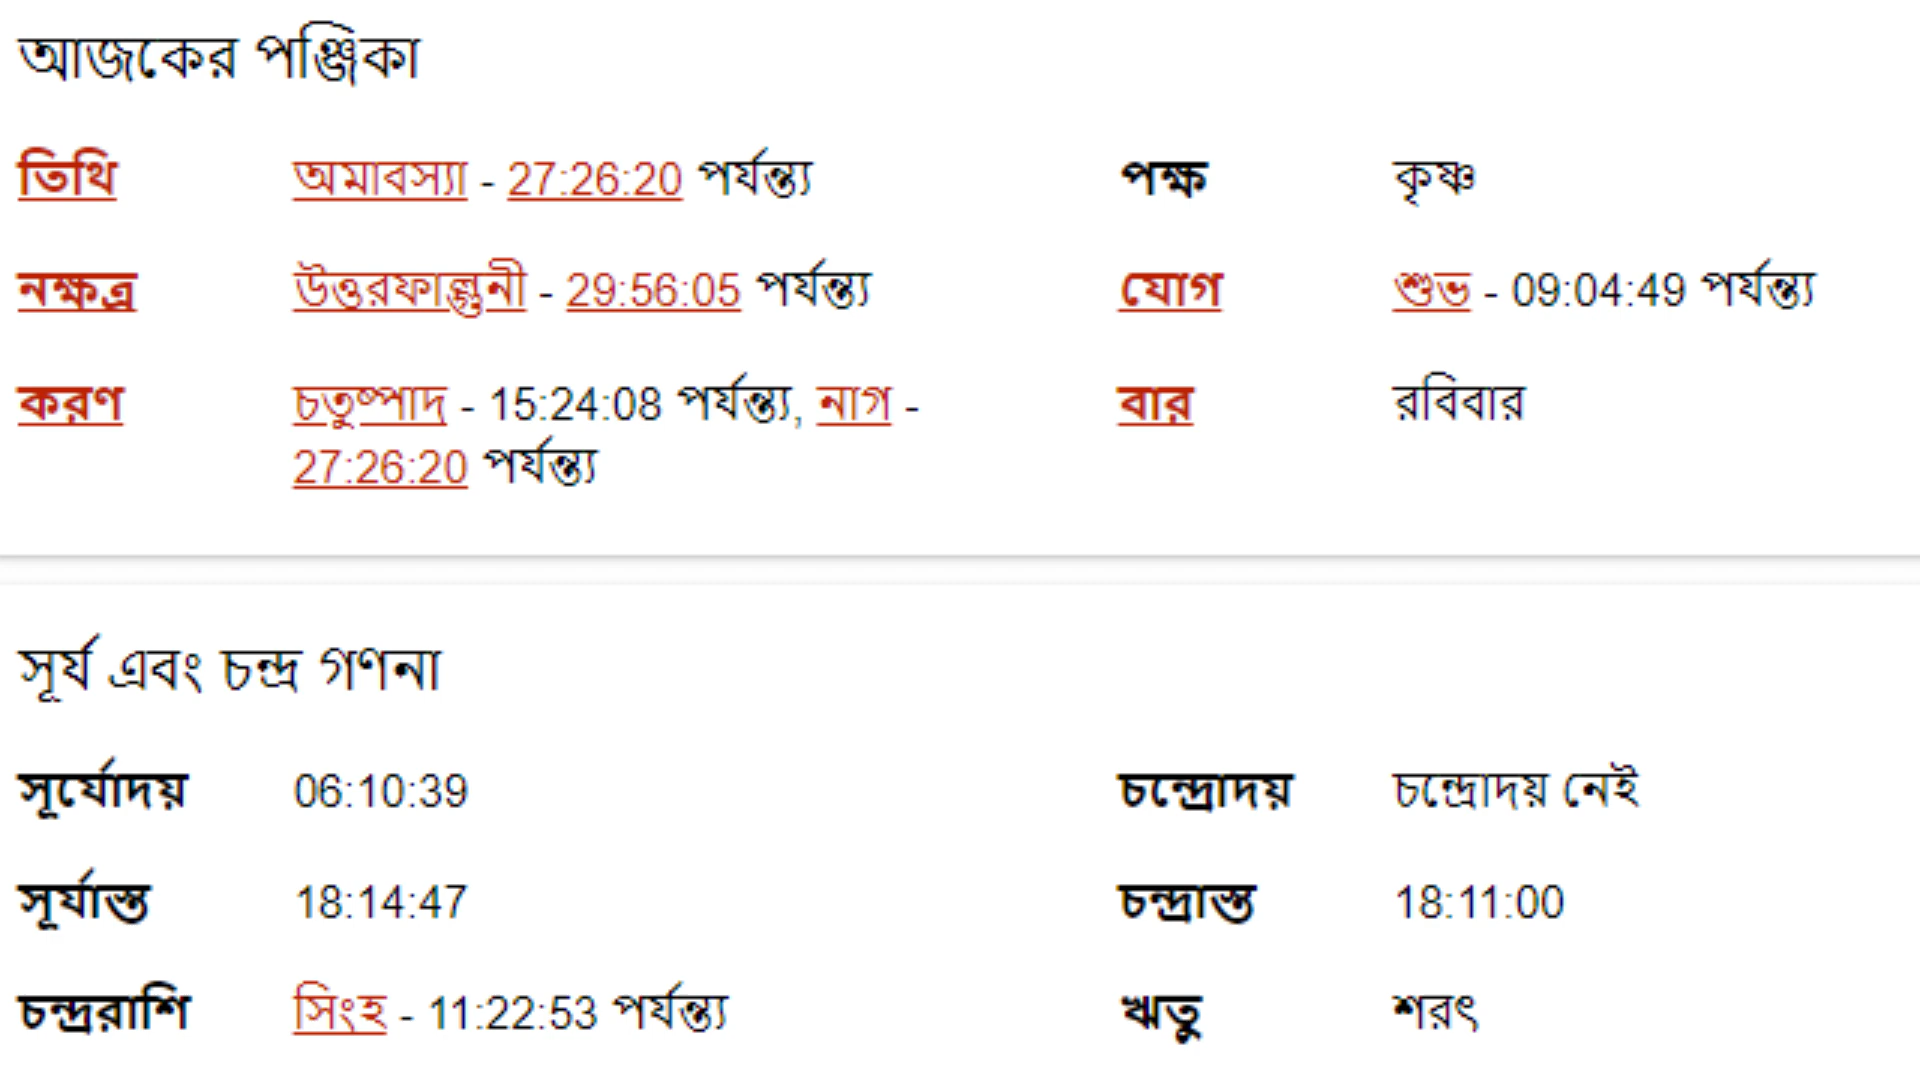 আজকের পঞ্জিকা
তিথি অমাবস্যা - 27:26:20 পর্যন্ত্য পক্ষ কৃষ্ণ
নক্ষত্র উত্তরফাল্গুনী - 29:56:05 পর্যন্ত্য যোগ শুভ - 09:04:49 পর্যন্ত্য
করণ চতুষ্পাদ - 15:24:08 পর্যন্ত্য, নাগ - বার রবিবার
27:26:20 পর্যন্ত্য
সূর্য এবং চন্দ্র গণনা
সূর্যোদয় 06:10:39 চন্দ্রোদয় চন্দ্রোদয় নেই
সূর্যাস্ত 18:14:47 চন্দ্রাস্ত 18:11:00
চন্দ্ররাশি সিংহ - 11:22:53 পর্যন্ত্য ঋতু শরৎ